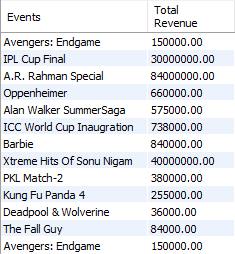 Events Total Revenue
Avengers: Endgame 150000.00
IPL Cup Final 30000000.00
A.R. Rahman Special 84000000.00
Oppenheimer 660000.00
Alan Walker SummerSaga 575000.00
ICC World Cup Inaugration 738000.00
Barbie 840000.00
Xtreme Hits Of Sonu Nigam 40000000.00
PKL Match-2 380000.00
Kung Fu Panda 4 255000.00
Deadpool & Wolverine 36000.00
The Fall Guy 84000.00
Avengers: Endgame 150000.00